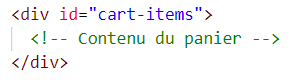 <div id="cart-items">
<!-- Contenu du panier -->
</div>